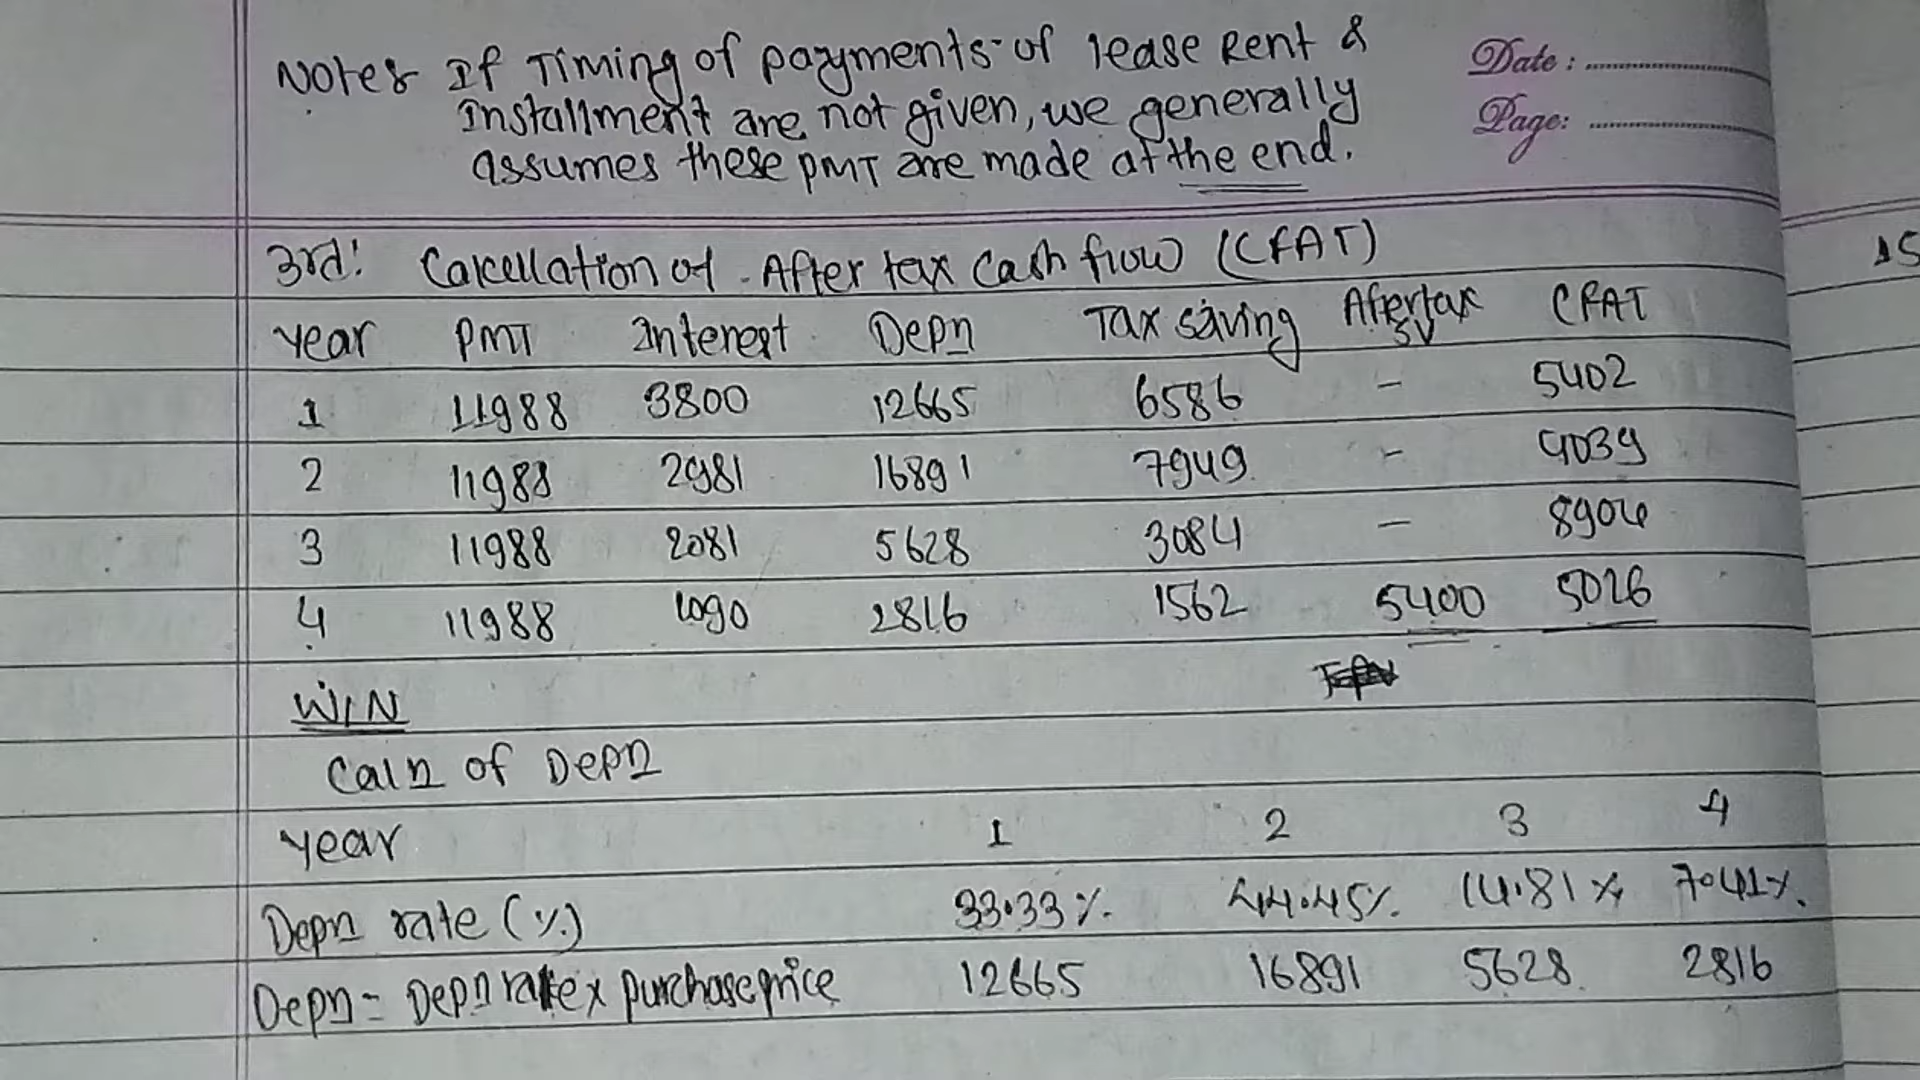 Notes If Timing of payments of lease Rent &
Installment are not given, we generally
assumes these PMT are made at the end.
Date :
Page:
3rd: Calcellation of After tax Cash flow (CFAT)
15
Year PMT Interest Depn Tax saving Afertax SV CFAT
1 11988 3800 12665 6586 - 5402
2 11988 2981 16891 7949 - 4039
3 11988 2081 5628 3084 - 8904
4 11988 1090 2816 1562 5400 5026
W/N
Caln of Depn
year 1 2 3 4
Depn rate (%) 33.33 %. 44.45%. 14.81 % 7.41%.
Depn = Depn rate x purchase price 12665 16891 5628 2816